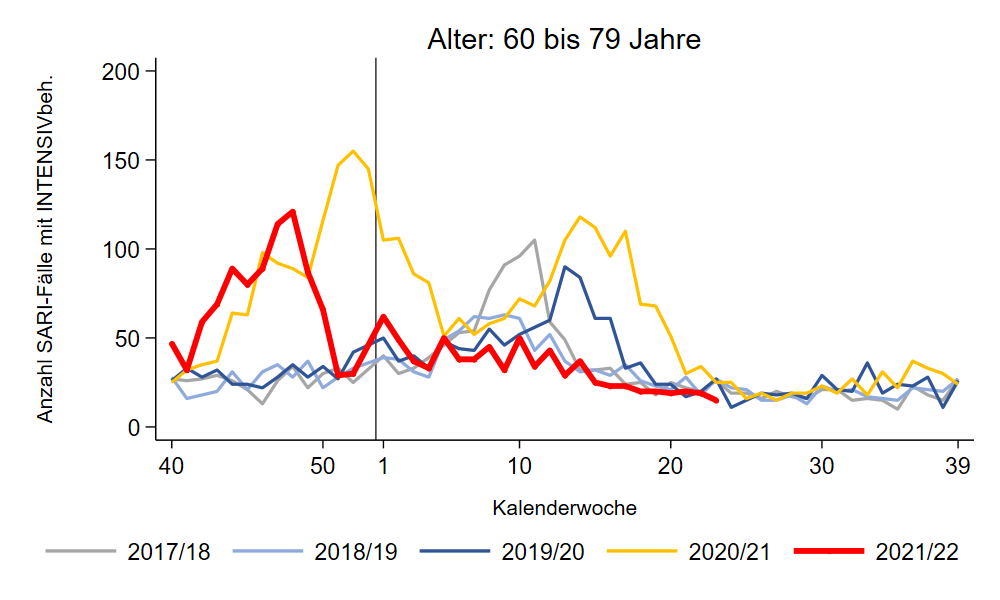 Alter: 60 bis 79 Jahre
Anzahl SARI-Fälle mit INTENSIVbeh.
200
150
100
50
0
40 50 1 10 20 30 39
Kalenderwoche
2017/18 2018/19 2019/20 2020/21 2021/22